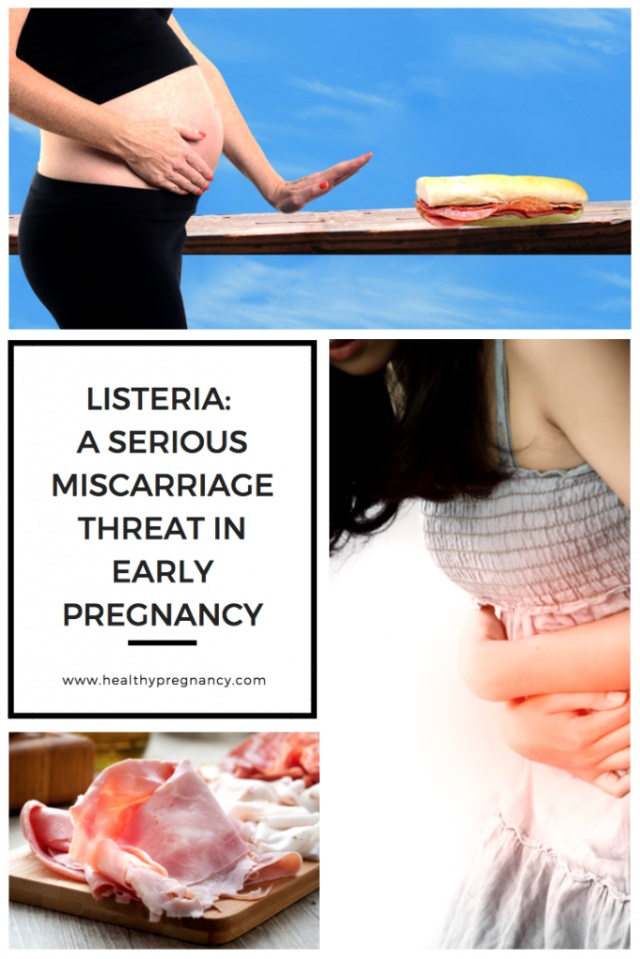 LISTERIA:
A SERIOUS
MISCARRIAGE
THREAT IN
EARLY
PREGNANCY
www.healthypregnancy.com